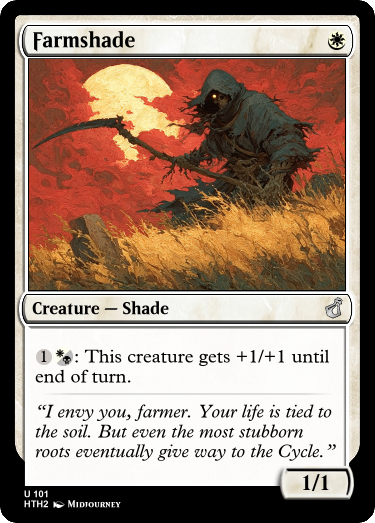 Farmshade
Creature — Shade
1 : This creature gets +1/+1 until
end of turn.
“I envy you, farmer. Your life is tied to
the soil. But even the most stubborn
roots eventually give way to the Cycle.”
1/1
U 101
HTH2 Midjourney